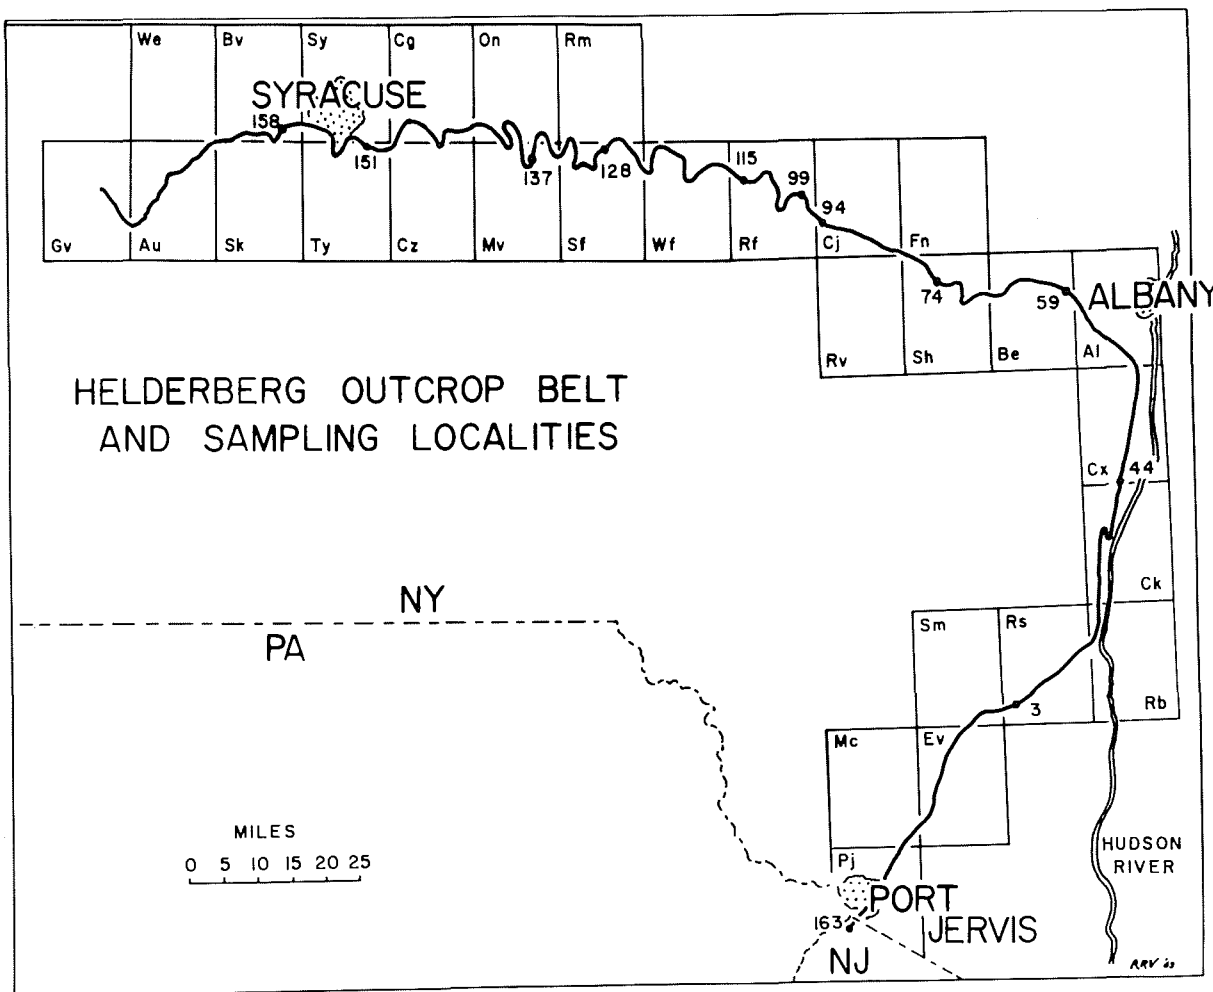 We Bv Sy Cg On Rm
SYRACUSE
158
151
137
128
115
99
94
Gv Au Sk Ty Cz Mv Sf Wf Rf Cj Fn
74
59
ALBANY
Rv Sh Be Al
HELDERBERG OUTCROP BELT
AND SAMPLING LOCALITIES
Cx 44
Ck
NY
PA
Sm Rs
3
Rb
Mc Ev
MILES
0 5 10 15 20 25
HUDSON
RIVER
Pj
PORT
JERVIS
163
NJ
RRV '63